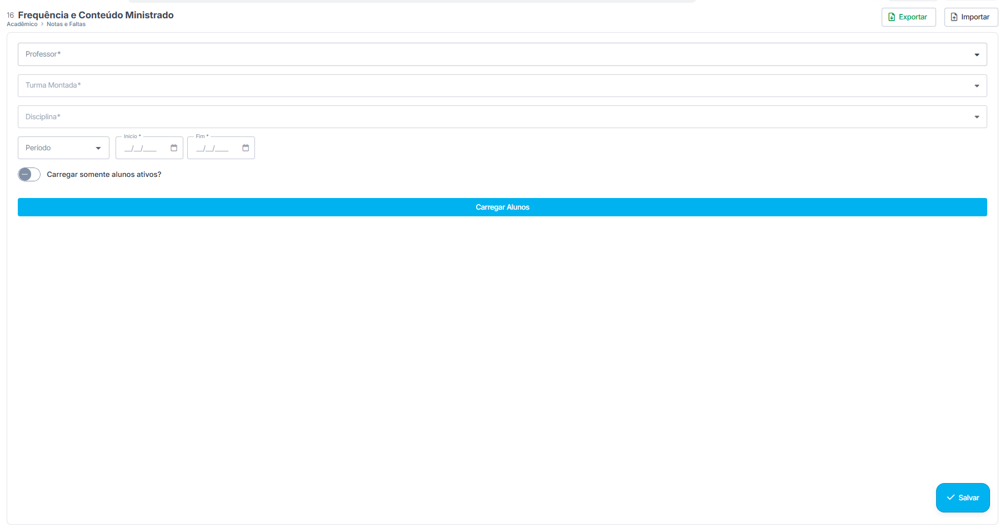 16 Frequência e Conteúdo Ministrado
Acadêmico > Notas e Faltas
Exportar
Importar
Professor*
Turma Montada*
Disciplina*
Período
Início *
__/__/____
Fim *
__/__/____
Carregar somente alunos ativos?
Carregar Alunos
Salvar